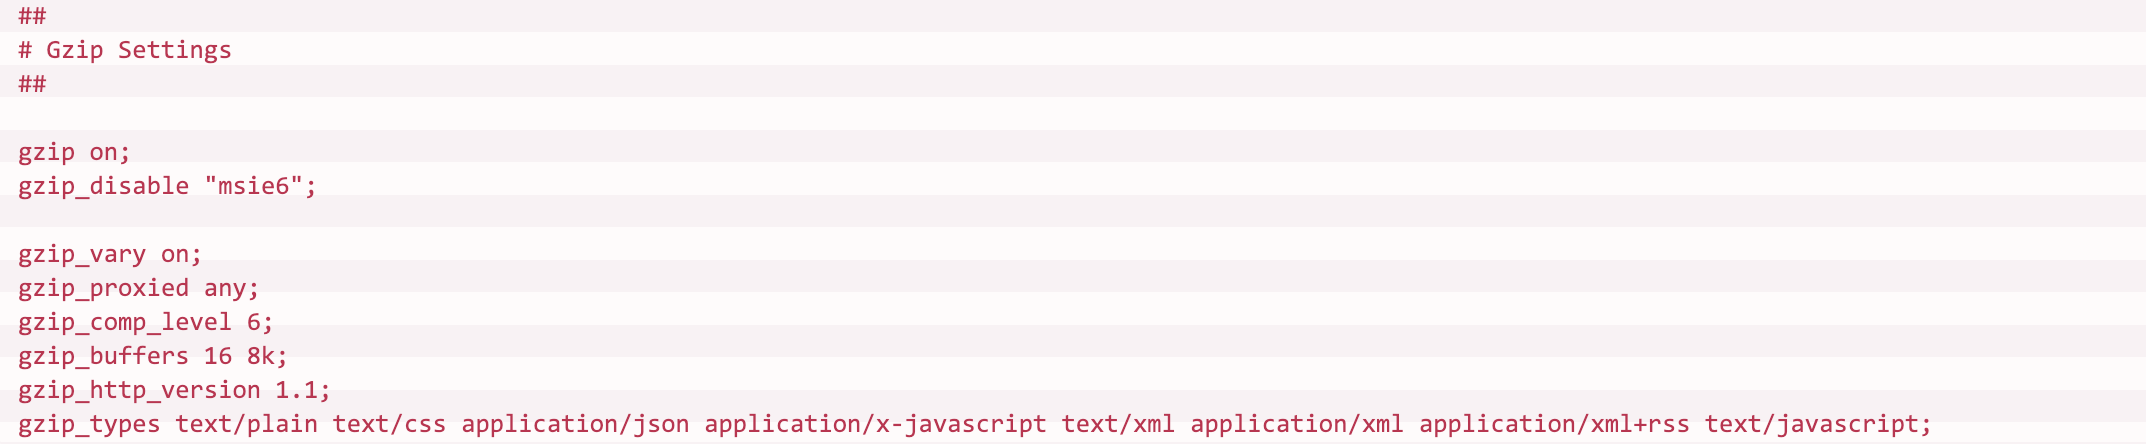 ##
# Gzip Settings
##
gzip on;
gzip_disable "msie6";
gzip_vary on;
gzip_proxied any;
gzip_comp_level 6;
gzip_buffers 16 8k;
gzip_http_version 1.1;
gzip_types text/plain text/css application/json application/x-javascript text/xml application/xml application/xml+rss text/javascript;